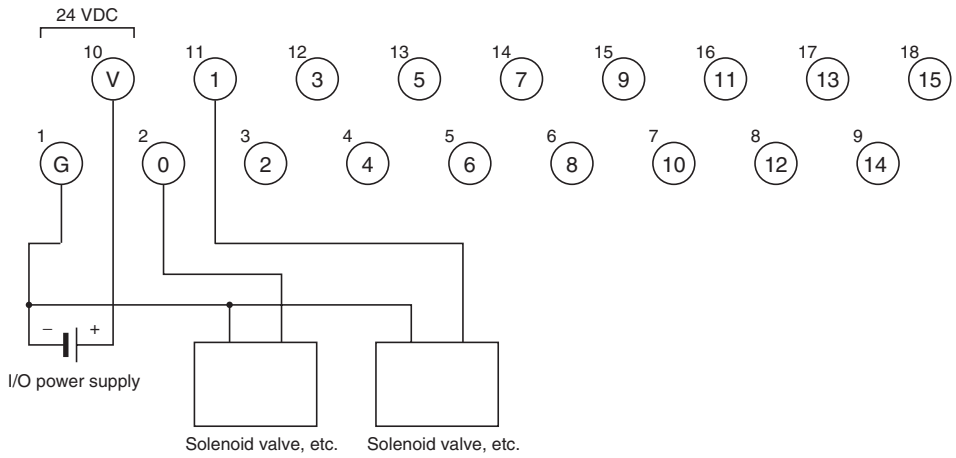 24 VDC
10 11 12 13 14 15 16 17 18
V 1 3 5 7 9 11 13 15
1 2 3 4 5 6 7 8 9
G 0 2 4 6 8 10 12 14
− +
I/O power supply
Solenoid valve, etc. Solenoid valve, etc.